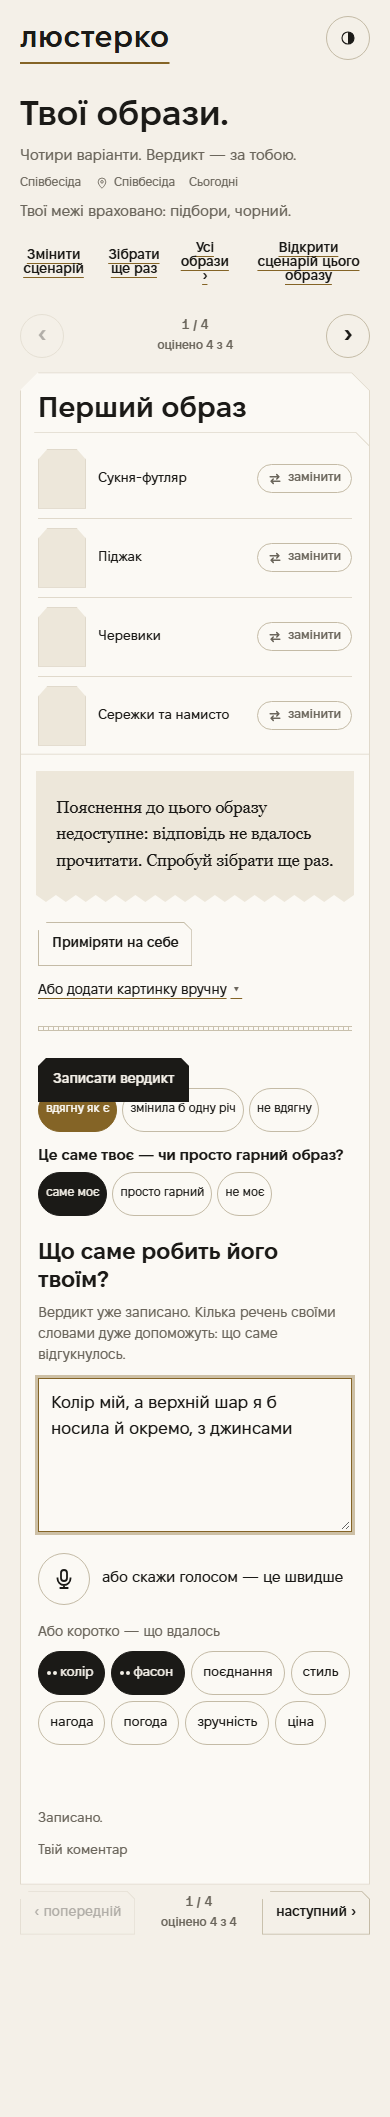 люстерко
Твої образи.
Чотири варіанти. Вердикт — за тобою.
Співбесіда Співбесіда Сьогодні
Твої межі враховано: підбори, чорний.
Змінити
сценарій
Зібрати
ще раз
Усі
образи
›
Відкрити
сценарій цього
образу
‹
1 / 4
оцінено 4 з 4
›
Перший образ
Сукня-футляр
замінити
Піджак
замінити
Черевики
замінити
Сережки та намисто
замінити
Пояснення до цього образу
недоступне: відповідь не вдалось
прочитати. Спробуй зібрати ще раз.
Приміряти на себе
Або додати картинку вручну
Записати вердикт
вдягну як є змінила б одну річ не вдягну
Це саме твоє — чи просто гарний образ?
саме моє просто гарний не моє
Що саме робить його
твоїм?
Вердикт уже записано. Кілька речень своїми
словами дуже допоможуть: що саме
відгукнулось.
Колір мій, а верхній шар я б
носила й окремо, з джинсами
або скажи голосом — це швидше
Або коротко — що вдалось
колір фасон поєднання стиль
нагода погода зручність ціна
Записано.
Твій коментар
‹ попередній
1 / 4
оцінено 4 з 4
наступний ›